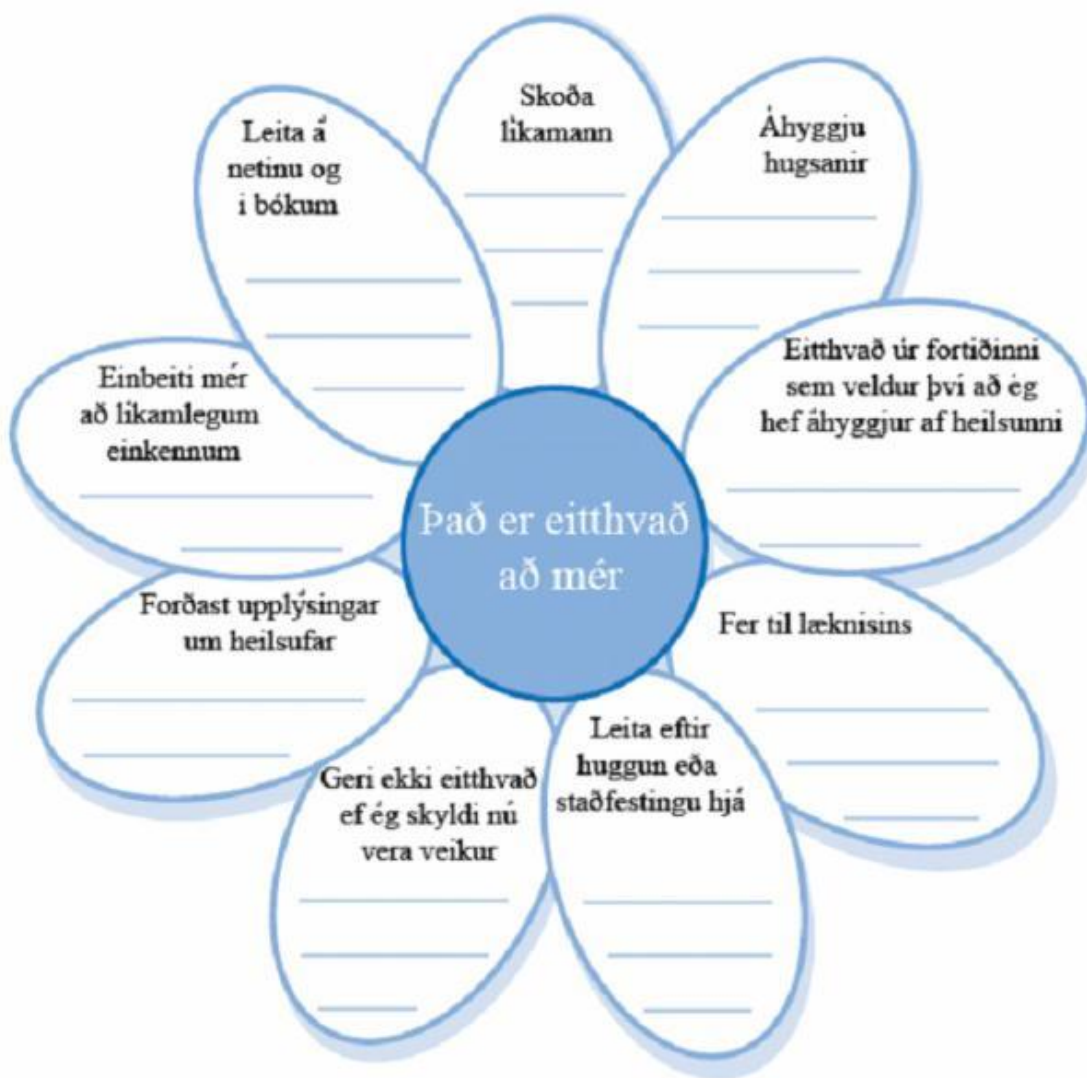 Skoða
líkamann
Áhyggju
hugsanir
Eitthvað úr fortíðinni
sem veldur því að ég
hef áhyggjur af heilsunni
Fer til læknisins
Leita eftir
huggun eða
staðfestingu hjá
Geri ekki eitthvað
ef ég skyldi nú
vera veikur
Forðast upplýsingar
um heilsufar
Einbeiti mér
að líkamlegum
einkennum
Leita á
netinu og
i bókum
Það er eitthvað
að mér